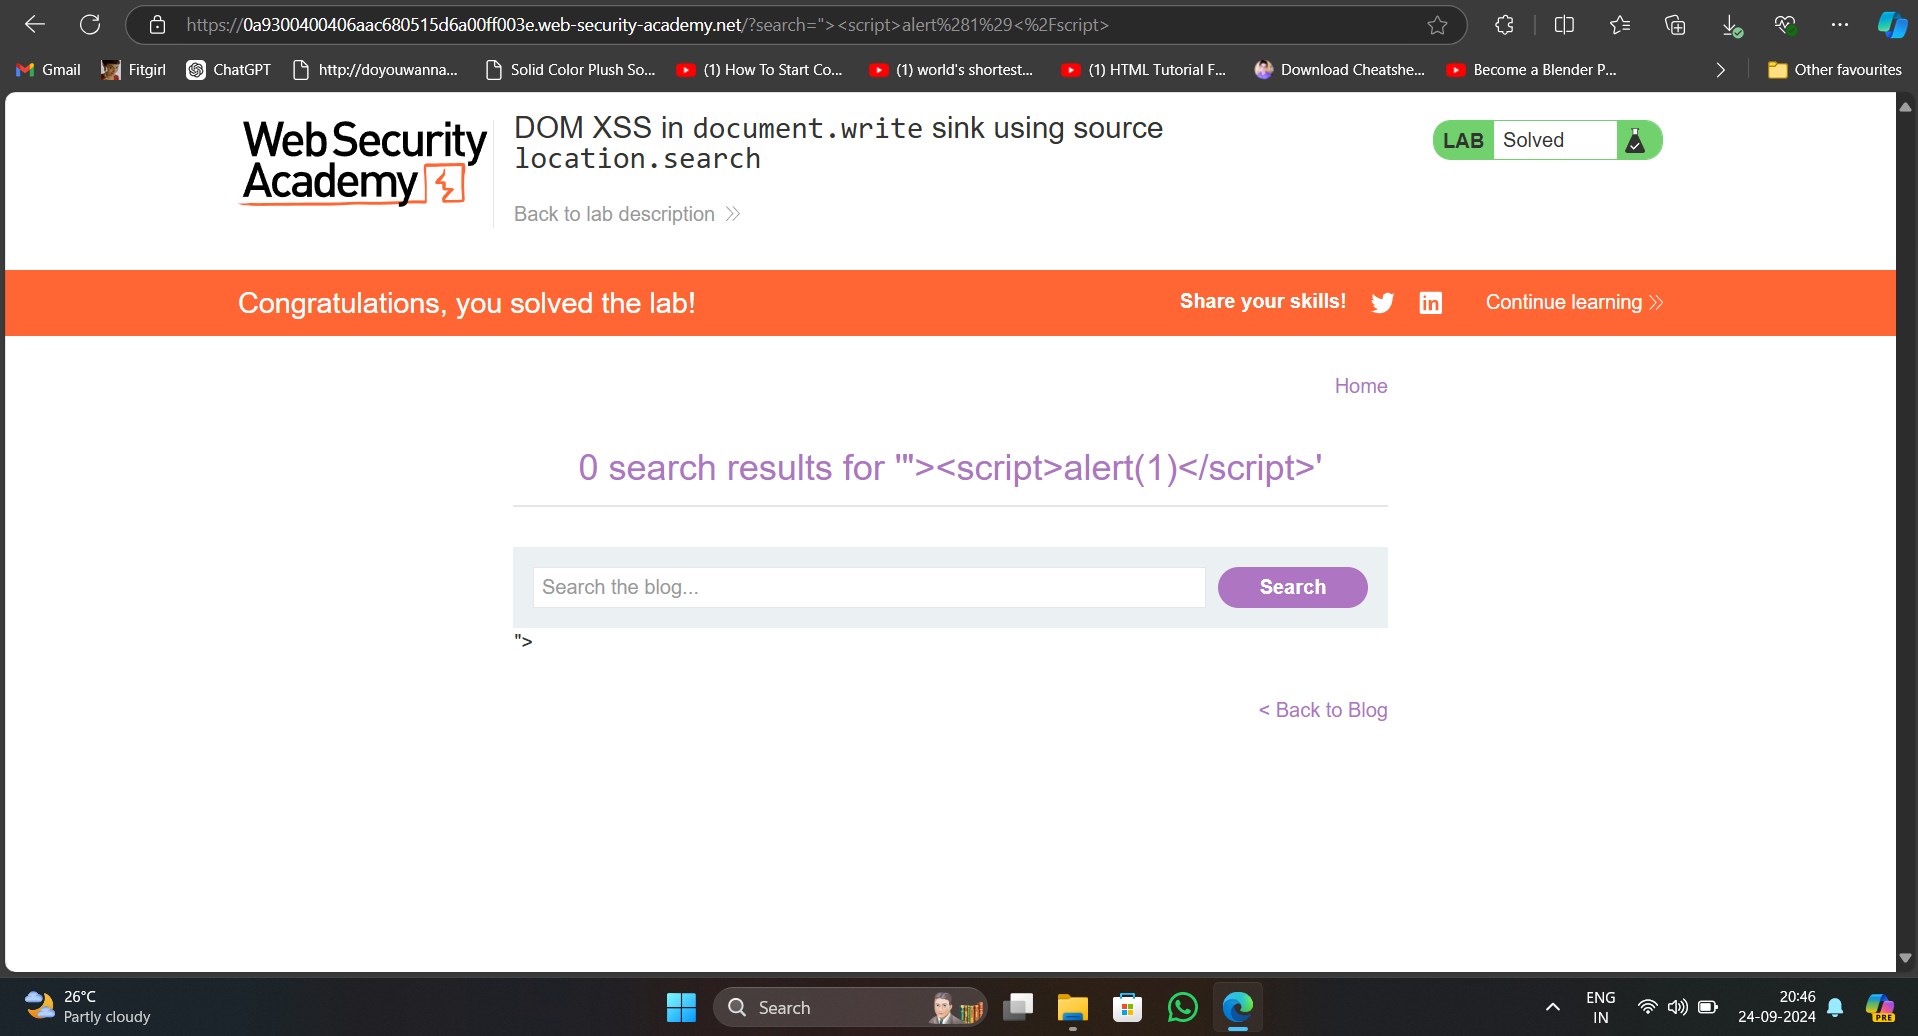 https://0a9300400406aac680515d6a00ff003e.web-security-academy.net/?search="><script>alert%281%29<%2Fscript>
Gmail Fitgirl ChatGPT http://doyouwanna... Solid Color Plush So... (1) How To Start Co... (1) world's shortest... (1) HTML Tutorial F... Download Cheatshe... Become a Blender P... Other favourites
Web Security
Academy
DOM XSS in document.write sink using source
location.search
Back to lab description
LAB Solved
Congratulations, you solved the lab!
Share your skills!
Continue learning
Home
0 search results for '"><script>alert(1)</script>'
Search the blog...
Search
">
< Back to Blog
26°C
Partly cloudy
Search
ENG
IN
20:46
24-09-2024
PRE